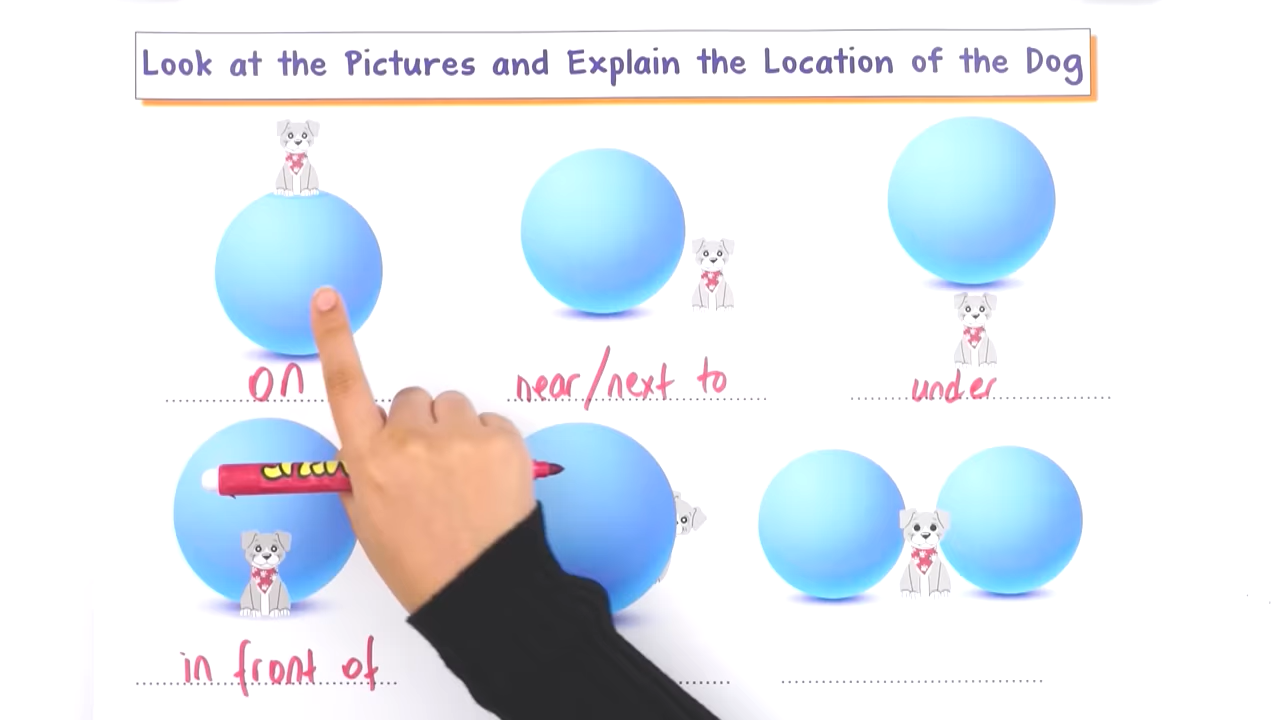 Look at the Pictures and Explain the Location of the Dog
on
near/next to
under
in front of